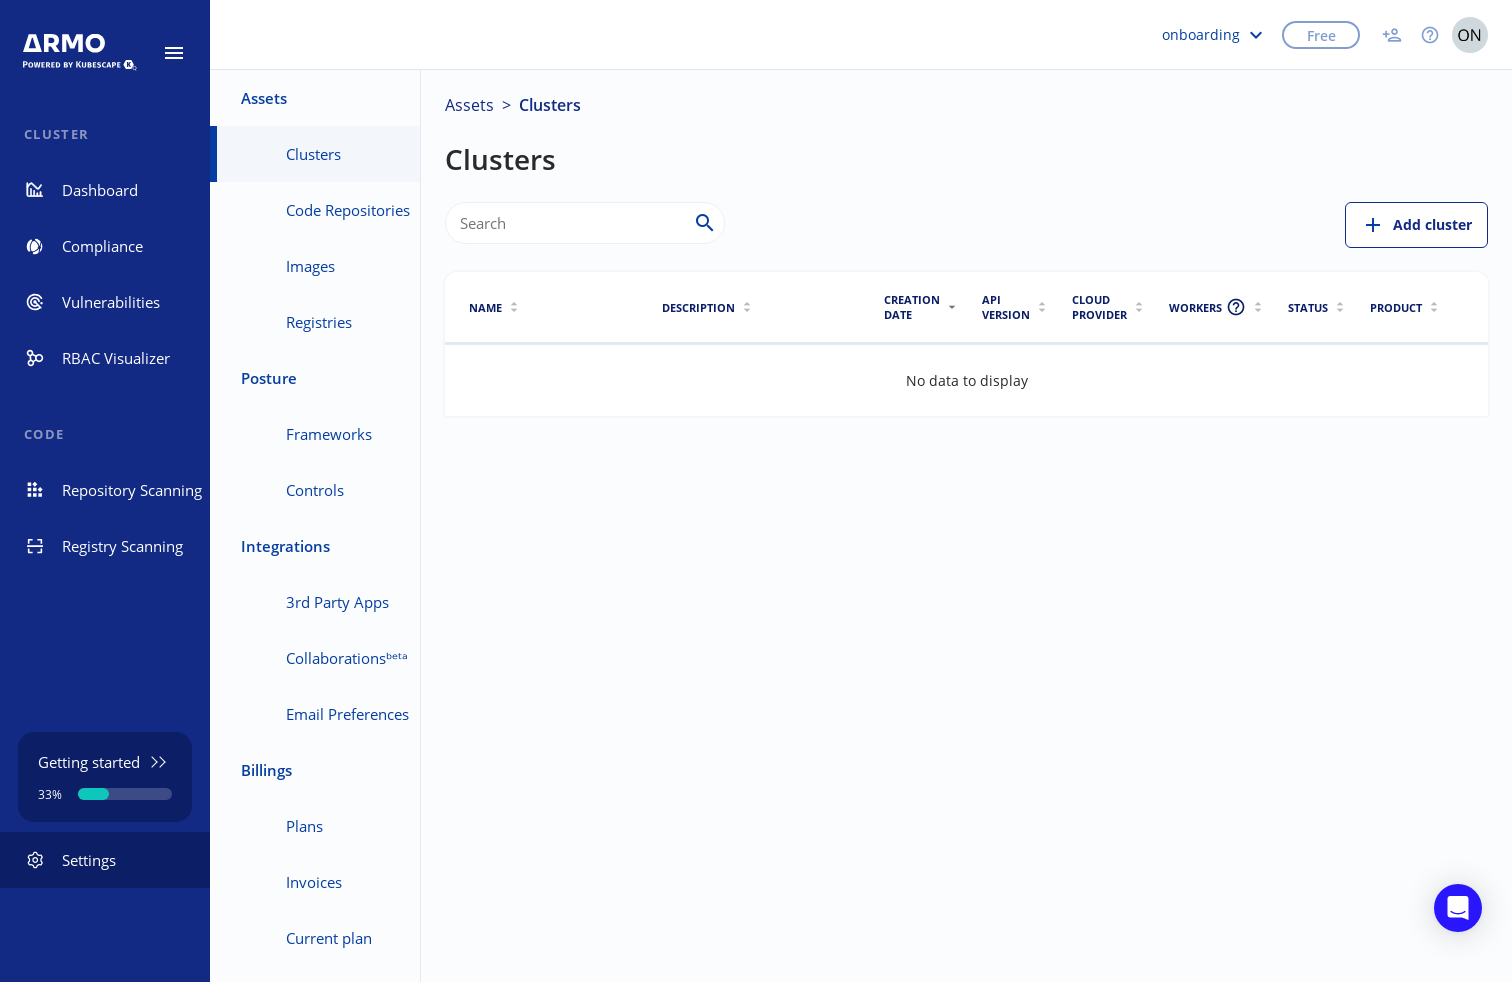 ARMO
POWERED BY KUBESCAPE
CLUSTER
Dashboard
Compliance
Vulnerabilities
RBAC Visualizer
CODE
Repository Scanning
Registry Scanning
Getting started
33%
Settings
onboarding
Free
ON
Assets
Clusters
Code Repositories
Images
Registries
Posture
Frameworks
Controls
Integrations
3rd Party Apps
Collaborationsbeta
Email Preferences
Billings
Plans
Invoices
Current plan
Assets > Clusters
Clusters
Search
Add cluster
NAME
DESCRIPTION
CREATION
DATE
API
VERSION
CLOUD
PROVIDER
WORKERS
STATUS
PRODUCT
No data to display